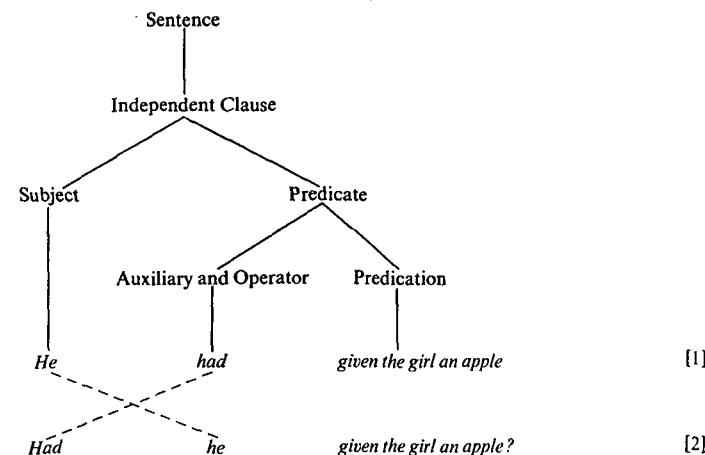 Sentence
Independent Clause
Subject Predicate
Auxiliary and Operator Predication
He had given the girl an apple [1]
Had he given the girl an apple? [2]